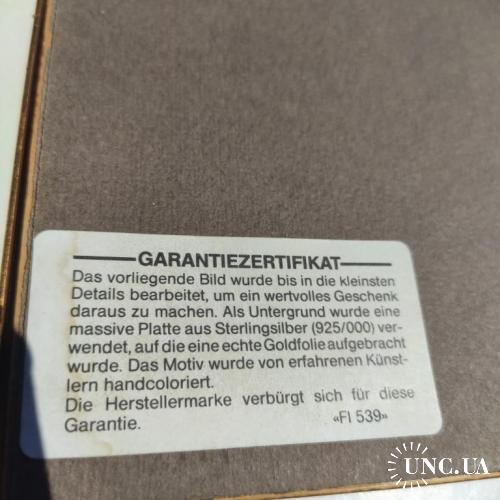 GARANTIEZERTIFIKAT
Das vorliegende Bild wurde bis in die kleinsten
Details bearbeitet, um ein wertvolles Geschenk
daraus zu machen. Als Untergrund wurde eine
massive Platte aus Sterlingsilber (925/000) ver-
wendet, auf die eine echte Goldfolie aufgebracht
wurde. Das Motiv wurde von erfahrenen Künst-
lern handcoloriert.
Die Herstellermarke verbürgt sich für diese
Garantie. «FI 539»
UNC.UA